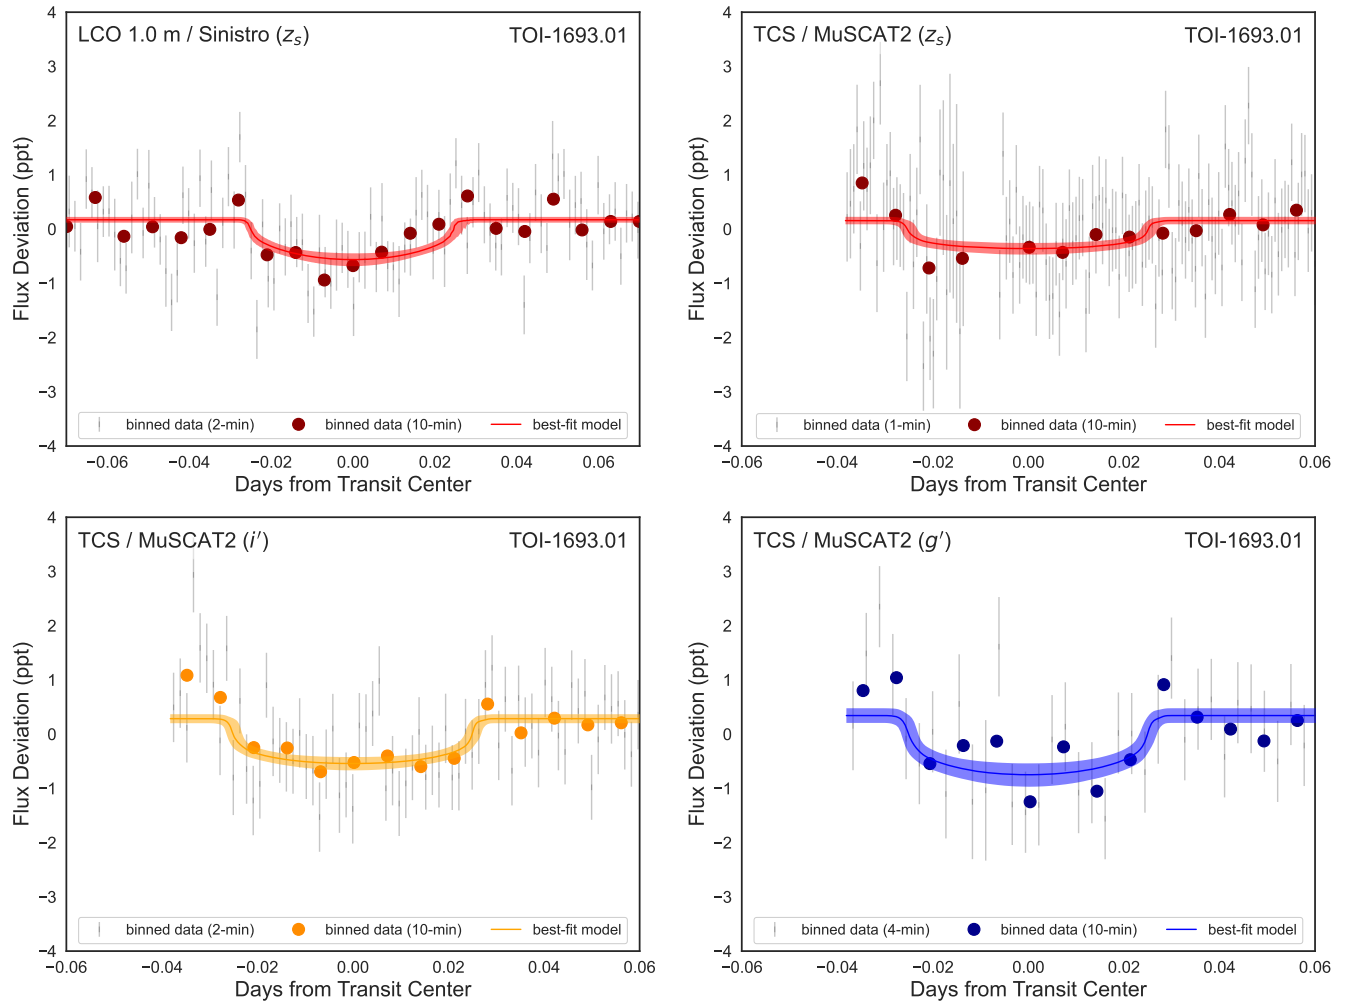 LCO 1.0 m / Sinistro (z_s) TOI-1693.01
4
3
2
1
0
−1
−2
−3
−4
Flux Deviation (ppt)
binned data (2-min) binned data (10-min) best-fit model
−0.06 −0.04 −0.02 0.00 0.02 0.04 0.06
Days from Transit Center
TCS / MuSCAT2 (z_s) TOI-1693.01
4
3
2
1
0
−1
−2
−3
−4
Flux Deviation (ppt)
binned data (1-min) binned data (10-min) best-fit model
−0.06 −0.04 −0.02 0.00 0.02 0.04 0.06
Days from Transit Center
TCS / MuSCAT2 (i′) TOI-1693.01
4
3
2
1
0
−1
−2
−3
−4
Flux Deviation (ppt)
binned data (2-min) binned data (10-min) best-fit model
−0.06 −0.04 −0.02 0.00 0.02 0.04 0.06
Days from Transit Center
TCS / MuSCAT2 (g′) TOI-1693.01
4
3
2
1
0
−1
−2
−3
−4
Flux Deviation (ppt)
binned data (4-min) binned data (10-min) best-fit model
−0.06 −0.04 −0.02 0.00 0.02 0.04 0.06
Days from Transit Center